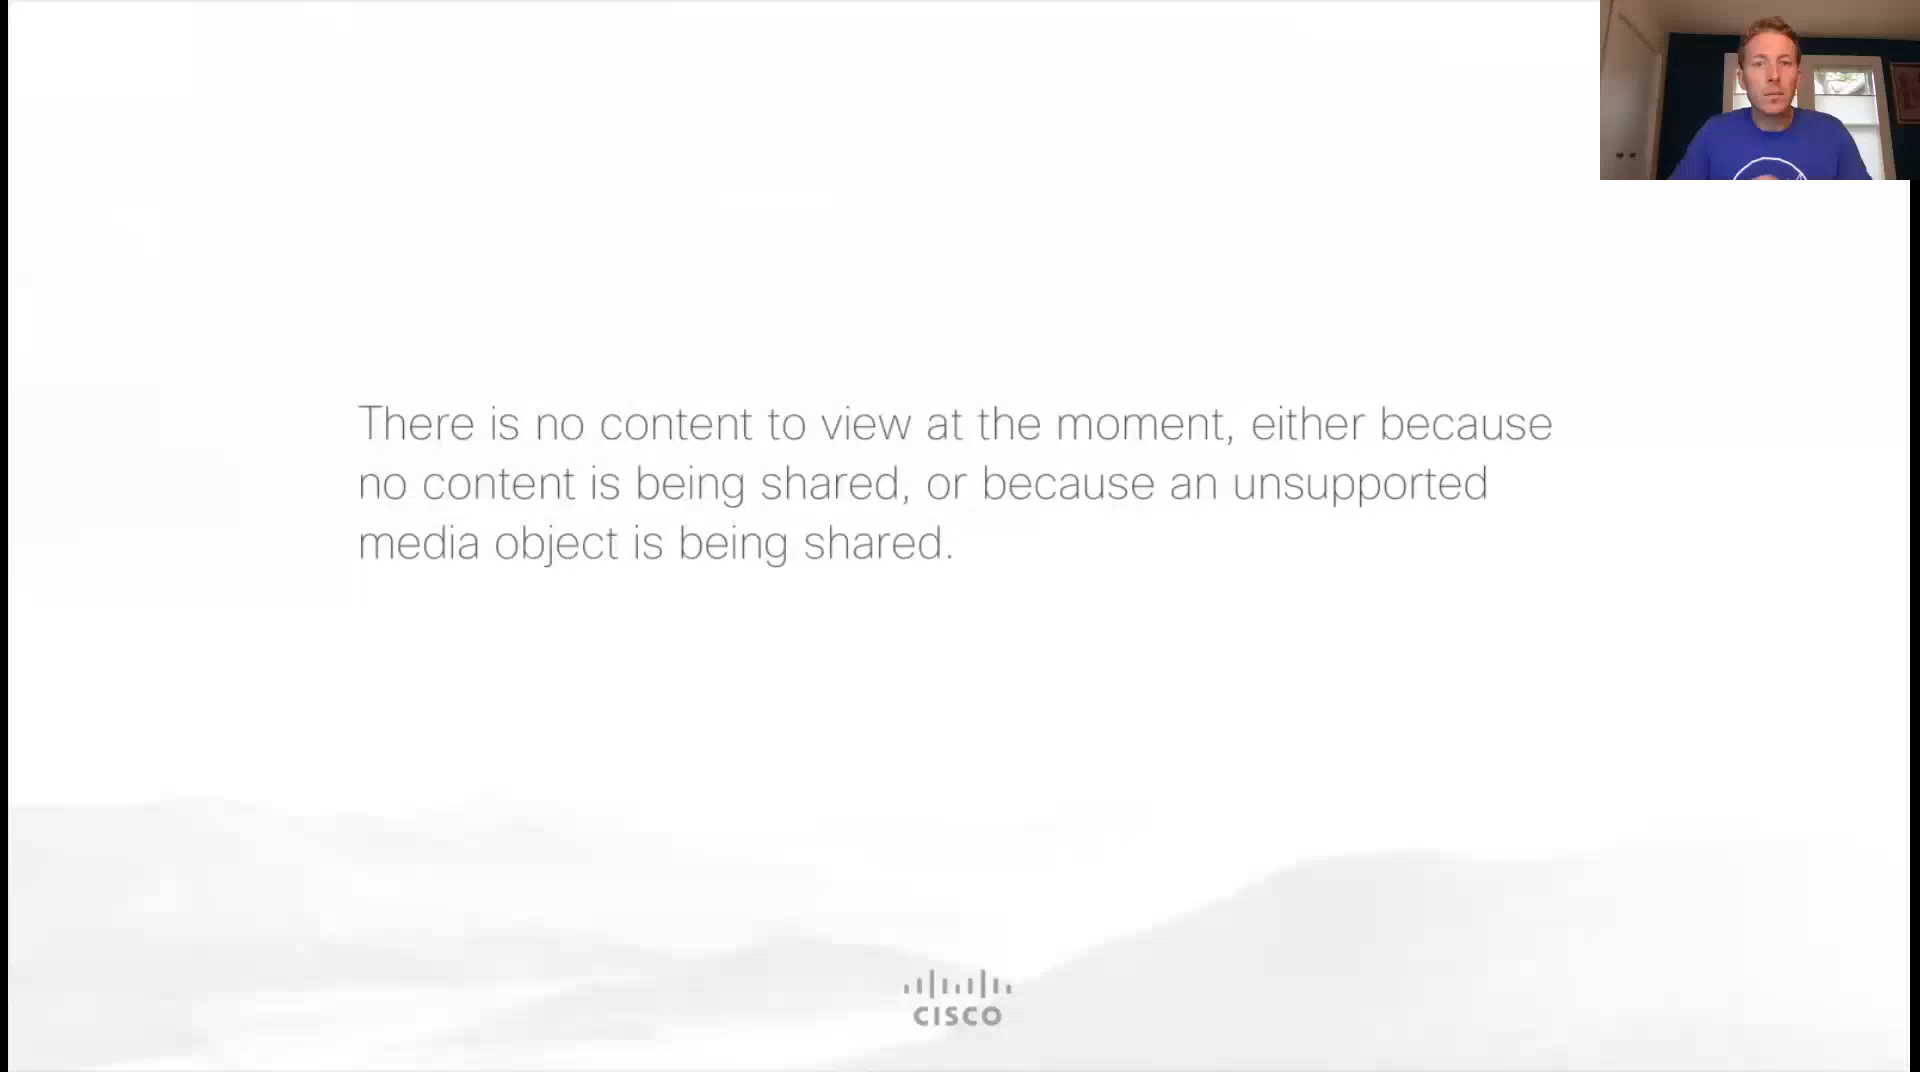 There is no content to view at the moment, either because
no content is being shared, or because an unsupported
media object is being shared.
CISCO